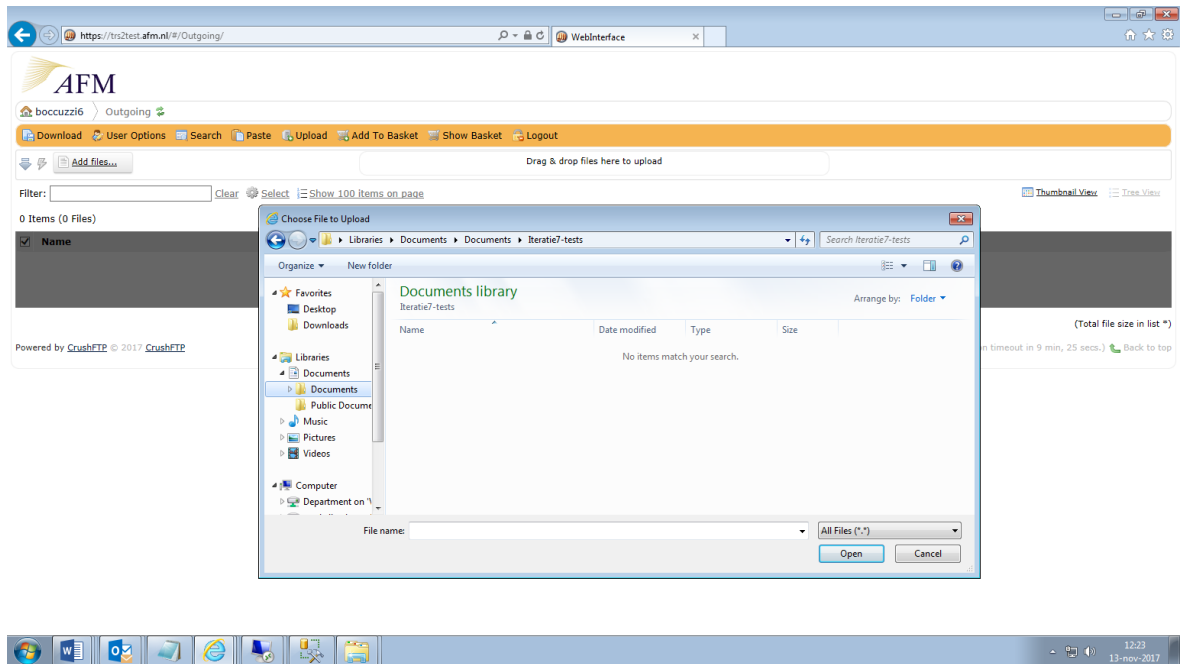 https://trs2test.afm.nl/#/Outgoing/
WebInterface
AFM
boccuzzi6 Outgoing
Download User Options Search Paste Upload Add To Basket Show Basket Logout
Add files...
Drag & drop files here to upload
Filter: Clear Select Show 100 items on page Thumbnail View Tree View
0 Items (0 Files)
Name
Choose File to Upload
Libraries Documents Documents Iteratie7-tests
Search Iteratie7-tests
Organize New folder
Favorites
Desktop
Downloads
Libraries
Documents
Documents
Public Docume
Music
Pictures
Videos
Computer
Department on
Documents library
Iteratie7-tests
Arrange by: Folder
Name Date modified Type Size
No items match your search.
File name: All Files (*.*)
Open Cancel
(Total file size in list *)
Powered by CrushFTP © 2017 CrushFTP
n timeout in 9 min, 25 secs.) Back to top
12:23
13-nov-2017